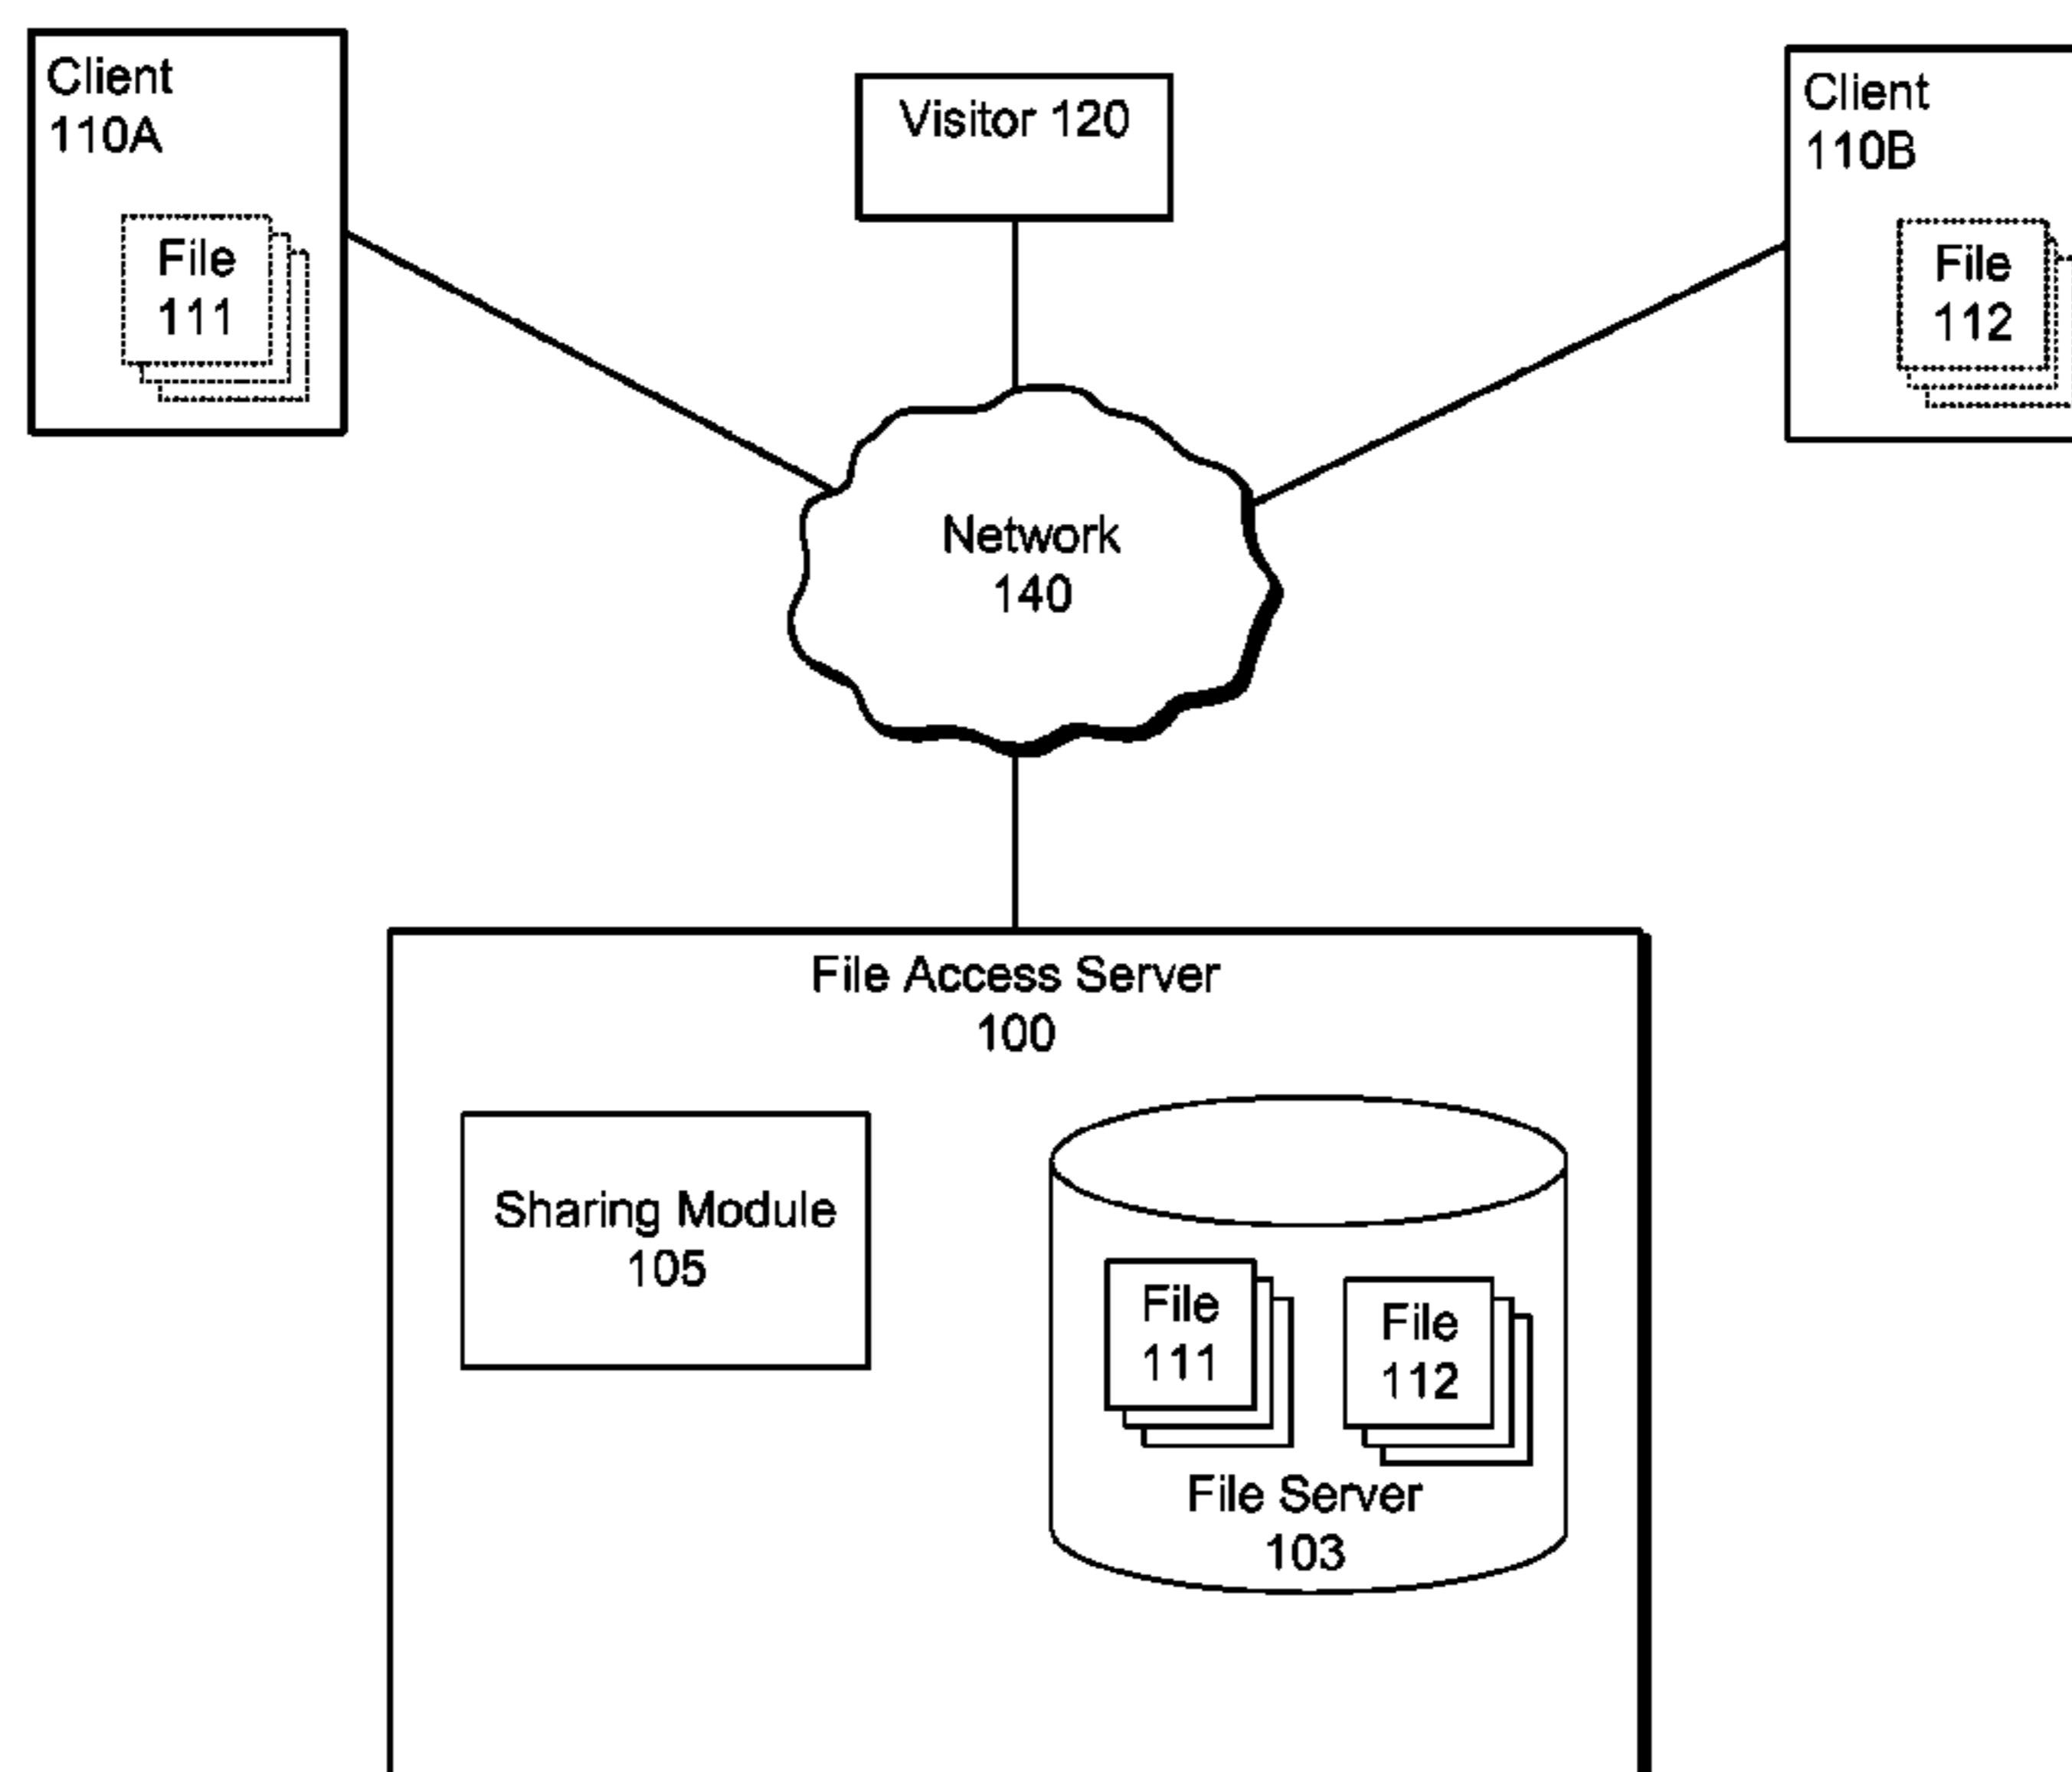 Client
110A
File
111
Visitor 120
Client
110B
File
112
Network
140
File Access Server
100
Sharing Module
105
File
111
File
112
File Server
103